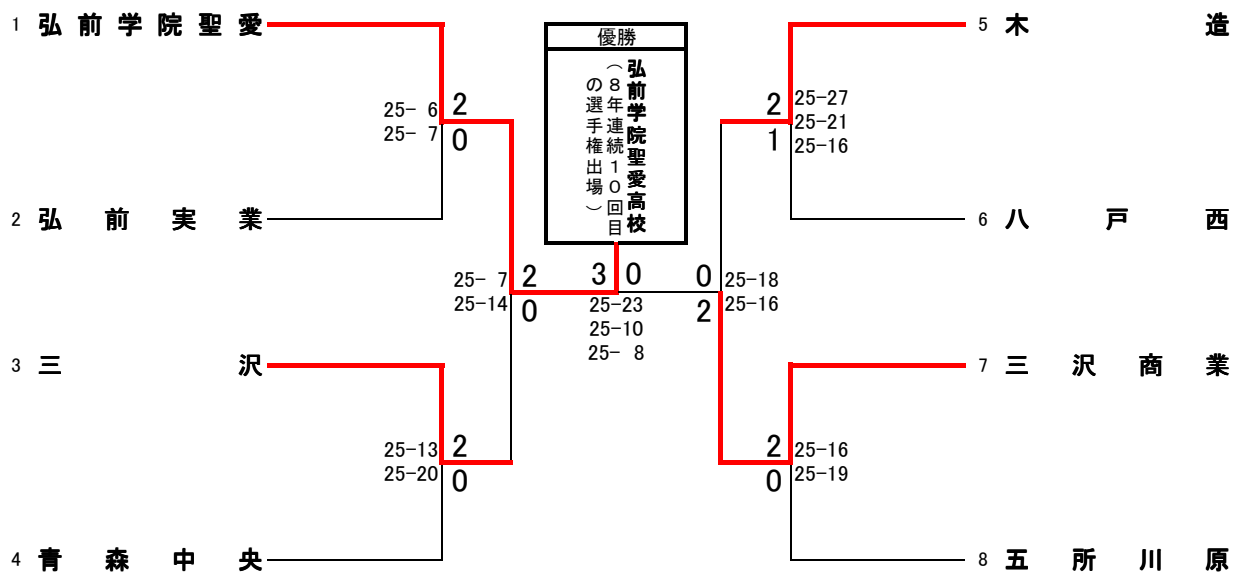 1 弘前学院聖愛
25- 6
25- 7
2
0
2 弘前実業
25- 7
25-14
2
0
3 三沢
25-13
25-20
2
0
4 青森中央
優勝
弘前学院聖愛高校
（８年連続１０回目
の選手権出場）
3 0
25-23
25-10
25- 8
5 木造
2
1
25-27
25-21
25-16
6 八戸西
0
2
25-18
25-16
7 三沢商業
2
0
25-16
25-19
8 五所川原